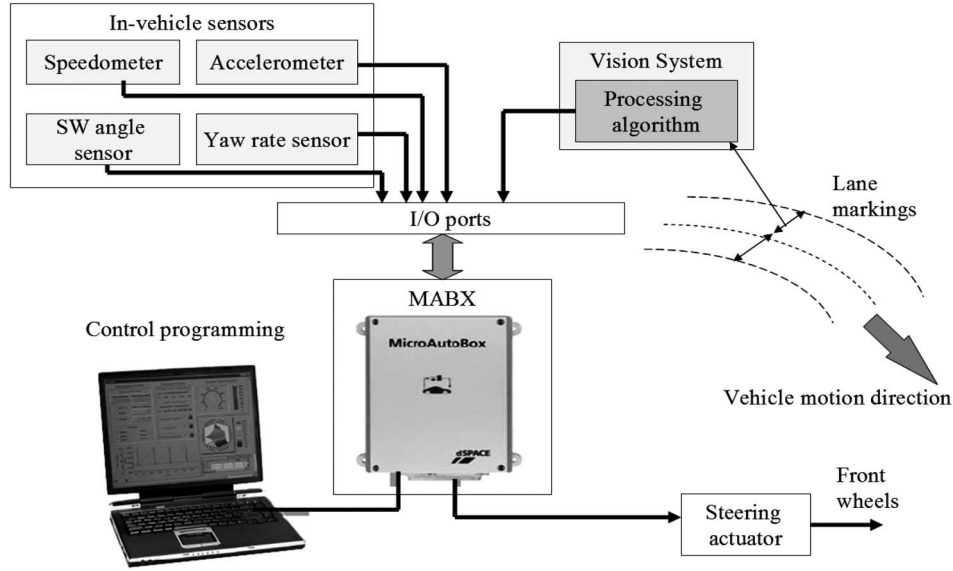 In-vehicle sensors
Speedometer
Accelerometer
SW angle
sensor
Yaw rate sensor
Vision System
Processing
algorithm
Lane
markings
I/O ports
MABX
Control programming
MicroAutoBox
dSPACE
Vehicle motion direction
Front
wheels
Steering
actuator